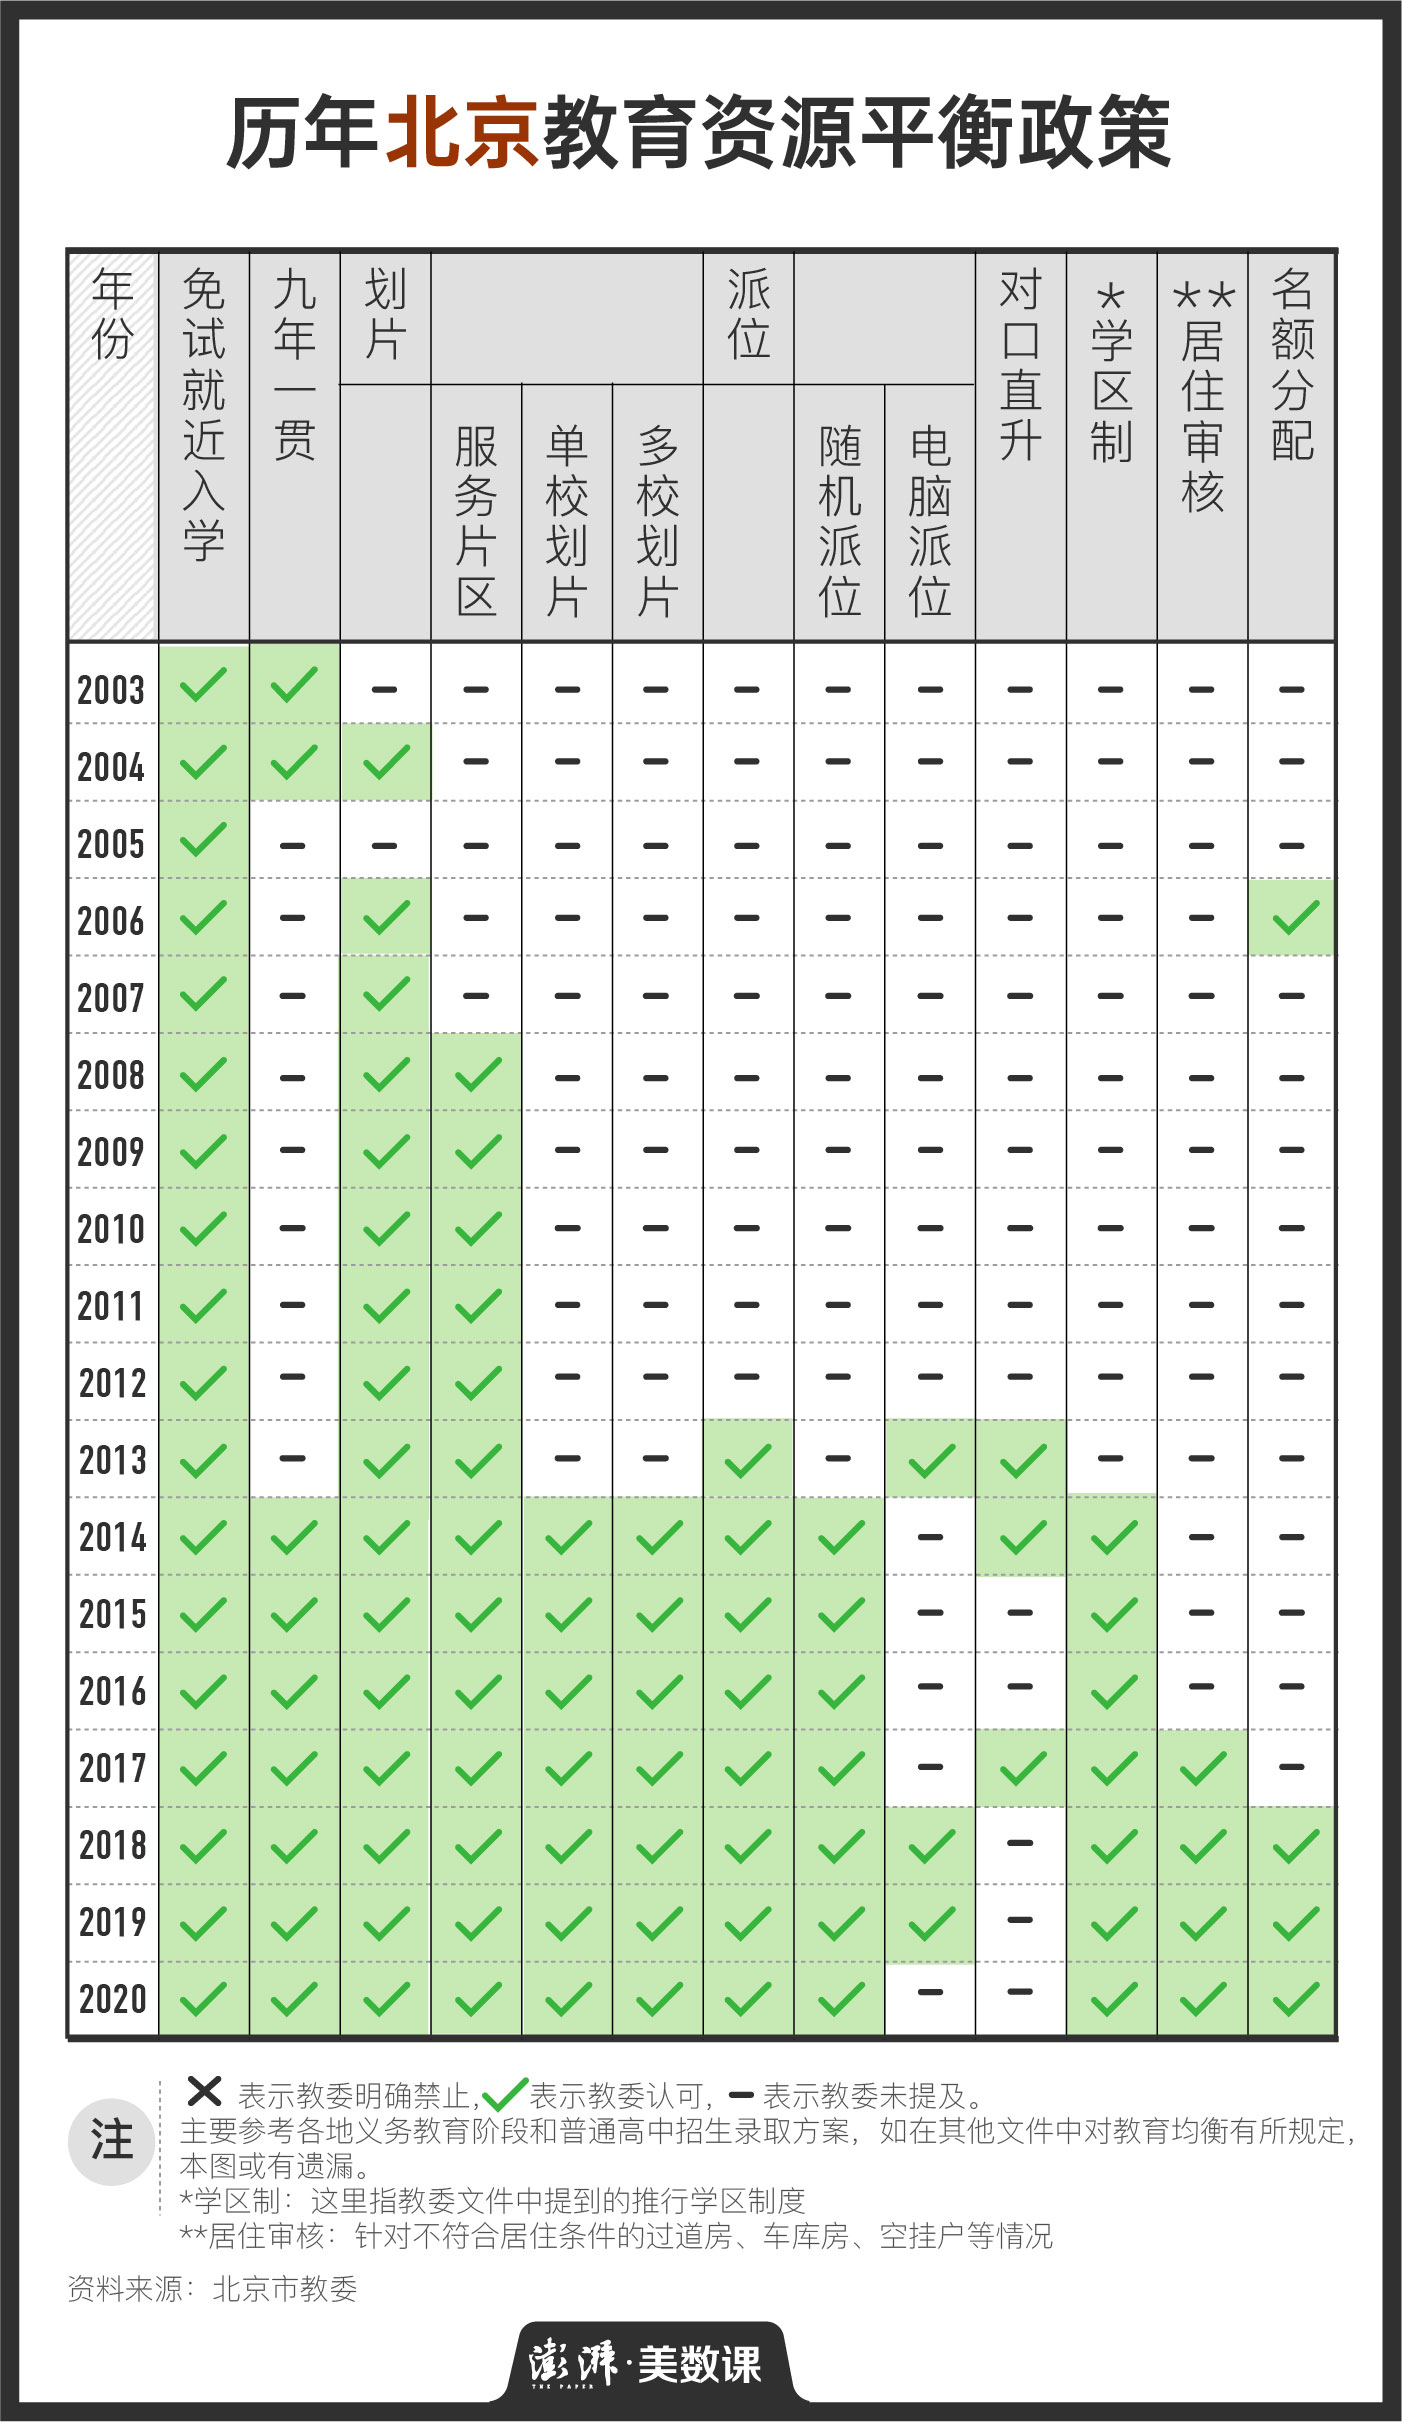 历年北京教育资源平衡政策
年份 免试就近入学 九年一贯 划片 派位 对口直升 *学区制 **居住审核 名额分配
服务片区 单校划片 多校划片 随机派位 电脑派位
2003 ✓ ✓ – – – – – – – – – – –
2004 ✓ ✓ ✓ – – – – – – – – – –
2005 ✓ – – – – – – – – – – – –
2006 ✓ – ✓ – – – – – – – – – ✓
2007 ✓ – ✓ – – – – – – – – – –
2008 ✓ – ✓ ✓ – – – – – – – – –
2009 ✓ – ✓ ✓ – – – – – – – – –
2010 ✓ – ✓ ✓ – – – – – – – – –
2011 ✓ – ✓ ✓ – – – – – – – – –
2012 ✓ – ✓ ✓ – – – – – – – – –
2013 ✓ – ✓ ✓ – – ✓ – ✓ ✓ – – –
2014 ✓ ✓ ✓ ✓ ✓ ✓ ✓ ✓ – ✓ ✓ – –
2015 ✓ ✓ ✓ ✓ ✓ ✓ ✓ ✓ – – ✓ – –
2016 ✓ ✓ ✓ ✓ ✓ ✓ ✓ ✓ – – ✓ – –
2017 ✓ ✓ ✓ ✓ ✓ ✓ ✓ ✓ – ✓ ✓ ✓ –
2018 ✓ ✓ ✓ ✓ ✓ ✓ ✓ ✓ ✓ – ✓ ✓ ✓
2019 ✓ ✓ ✓ ✓ ✓ ✓ ✓ ✓ ✓ – ✓ ✓ ✓
2020 ✓ ✓ ✓ ✓ ✓ ✓ ✓ ✓ – – ✓ ✓ ✓
注
✕ 表示教委明确禁止，✓表示教委认可，– 表示教委未提及。
主要参考各地义务教育阶段和普通高中招生录取方案，如在其他文件中对教育均衡有所规定，
本图或有遗漏。
*学区制：这里指教委文件中提到的推行学区制度
**居住审核：针对不符合居住条件的过道房、车库房、空挂户等情况
资料来源：北京市教委
澎湃·美数课
THE PAPER